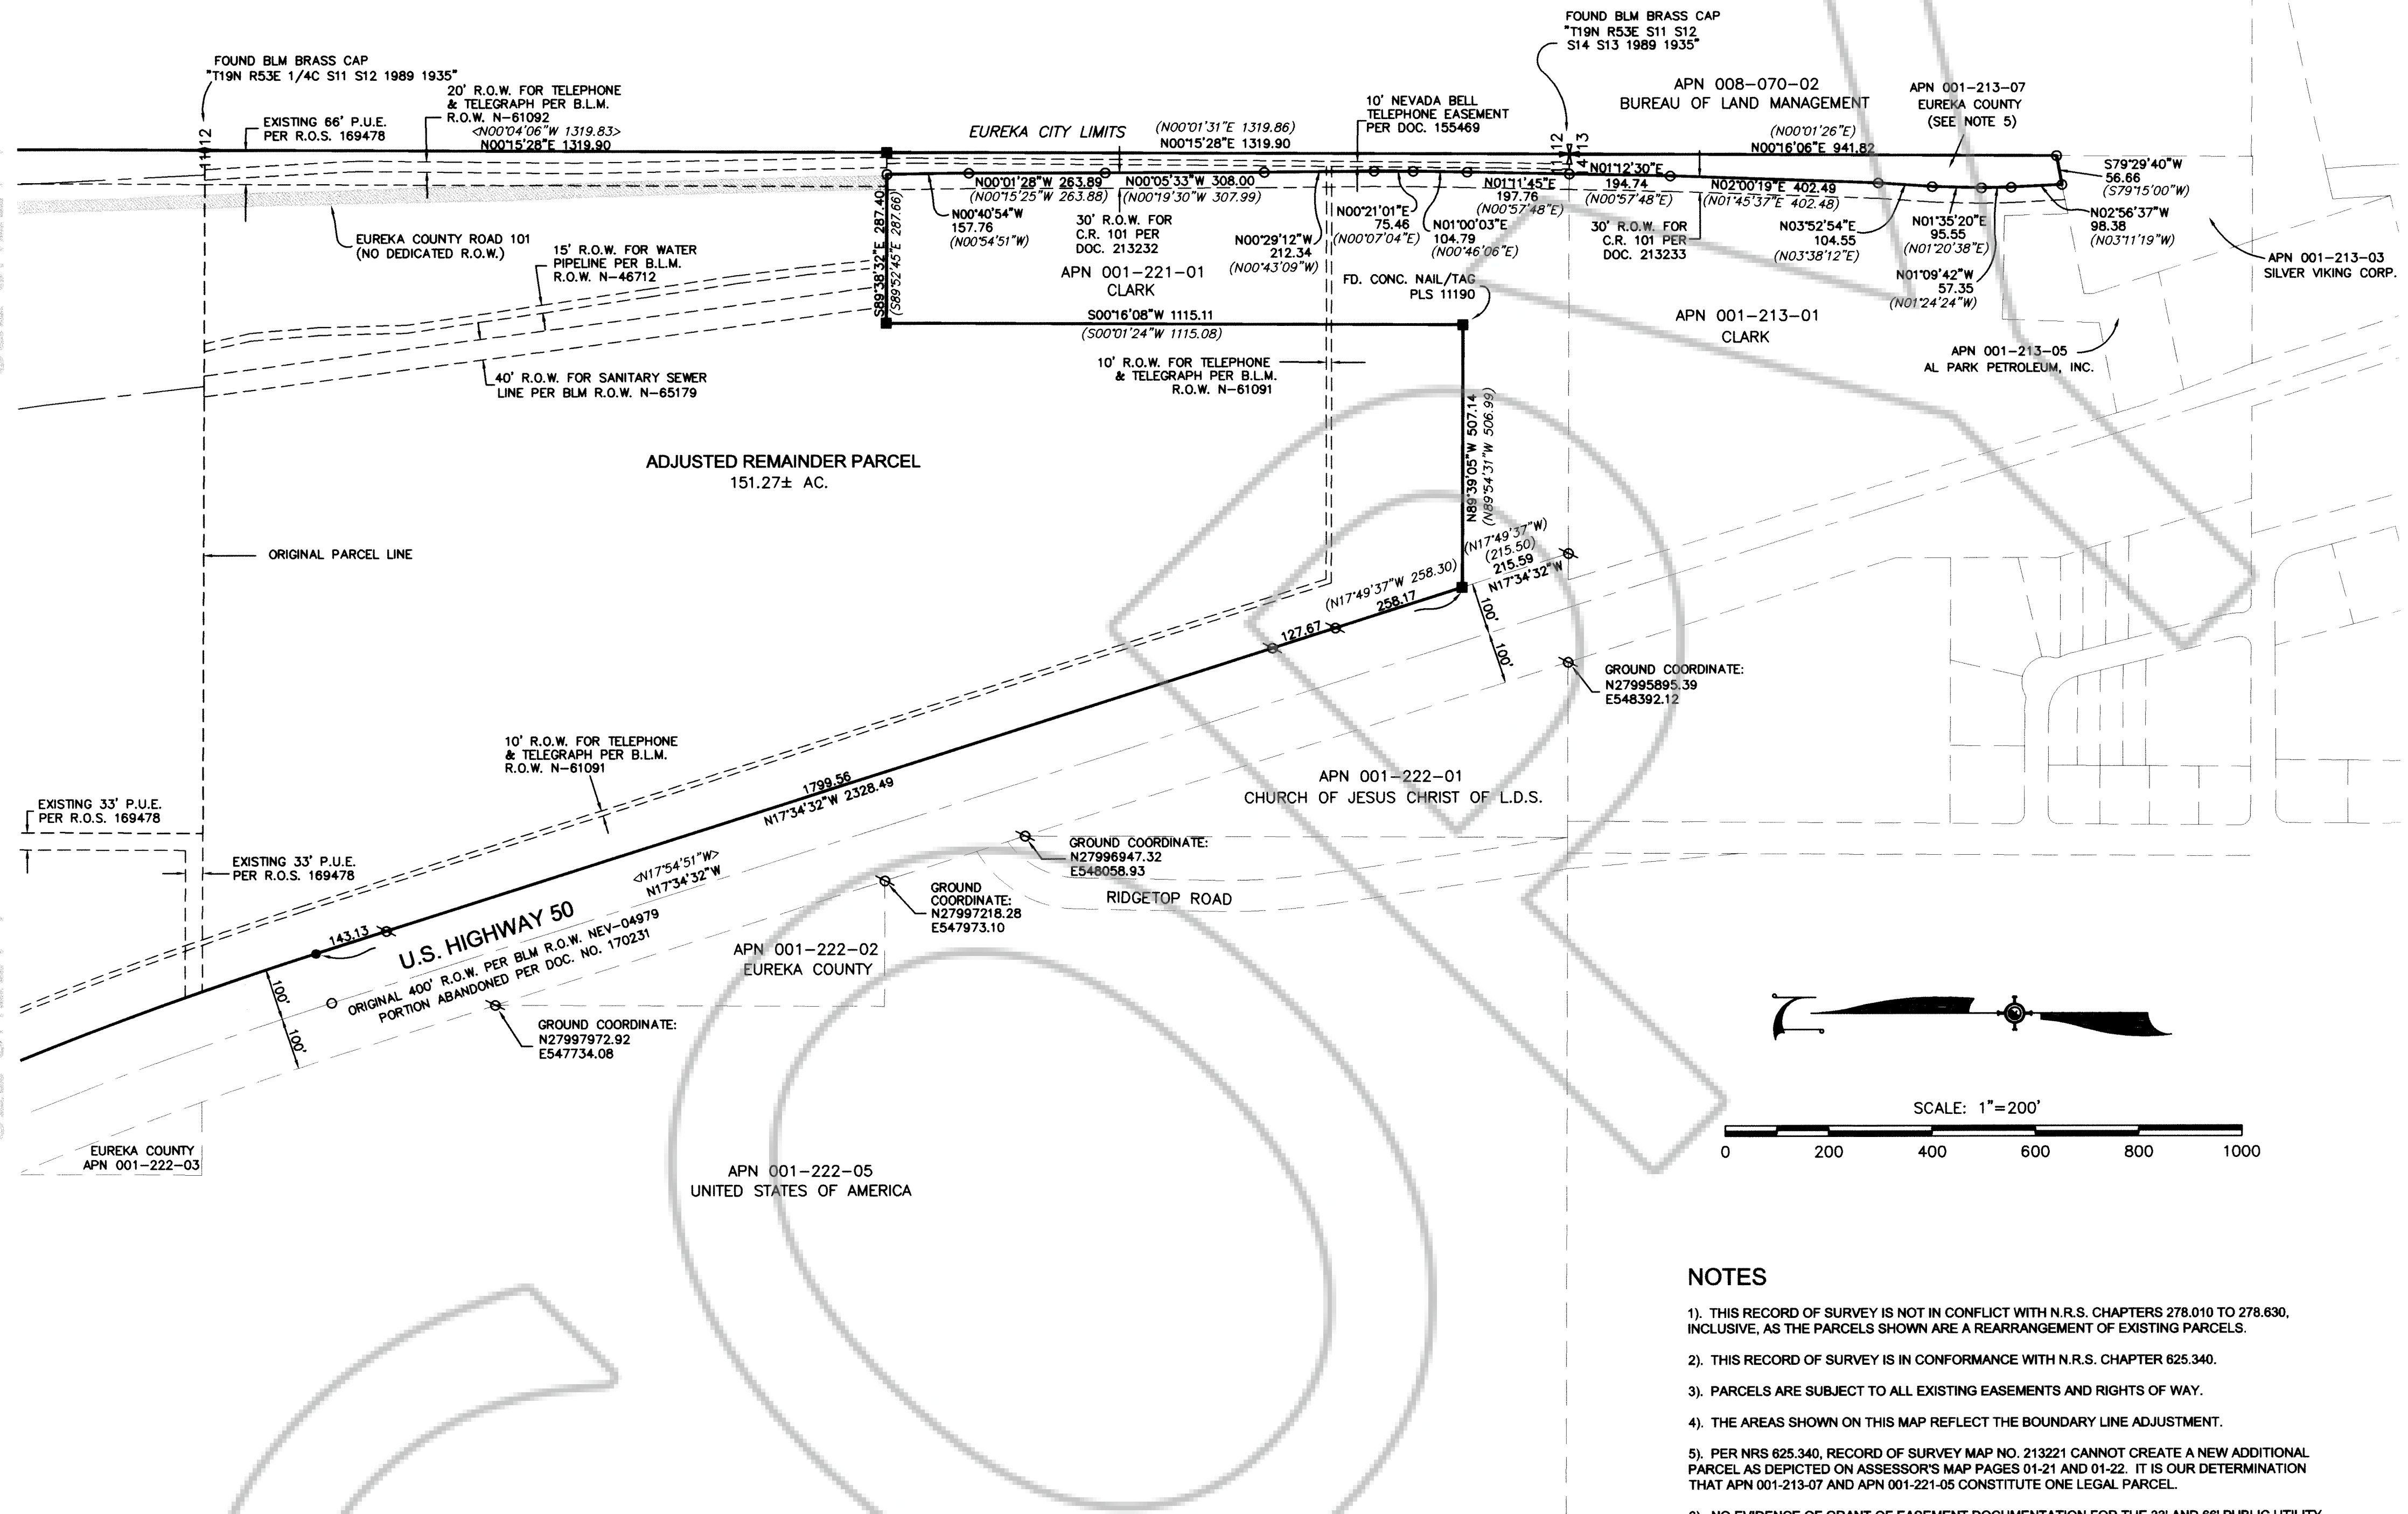 FOUND BLM BRASS CAP
"T19N R53E 1/4C S11 S12 1989 1935"
20' R.O.W. FOR TELEPHONE
& TELEGRAPH PER B.L.M.
R.O.W. N-61092
EXISTING 66' P.U.E.
PER R.O.S. 169478
<N00°04'06"W 1319.83>
N00°15'28"E 1319.90
11
12
EUREKA CITY LIMITS
(N00°01'31"E 1319.86)
N00°15'28"E 1319.90
10' NEVADA BELL
TELEPHONE EASEMENT
PER DOC. 155469
FOUND BLM BRASS CAP
"T19N R53E S11 S12
S14 S13 1989 1935"
11
12
14
13
APN 008-070-02
BUREAU OF LAND MANAGEMENT
(N00°01'26"E)
N00°16'06"E 941.82
APN 001-213-07
EUREKA COUNTY
(SEE NOTE 5)
S79°29'40"W
56.66
(S79°15'00"W)
N02°56'37"W
98.38
(N03°11'19"W)
APN 001-213-03
SILVER VIKING CORP.
EUREKA COUNTY ROAD 101
(NO DEDICATED R.O.W.)
15' R.O.W. FOR WATER
PIPELINE PER B.L.M.
R.O.W. N-46712
40' R.O.W. FOR SANITARY SEWER
LINE PER BLM R.O.W. N-65179
S89°38'32"E 287.40
(S89°52'45"E 287.66)
N00°40'54"W
157.76
(N00°54'51"W)
N00°01'28"W 263.89
(N00°15'25"W 263.88)
N00°05'33"W 308.00
(N00°19'30"W 307.99)
30' R.O.W. FOR
C.R. 101 PER
DOC. 213232
N00°29'12"W
212.34
(N00°43'09"W)
N00°21'01"E
75.46
(N00°07'04"E)
N01°00'03"E
104.79
(N00°46'06"E)
N01°11'45"E
197.76
(N00°57'48"E)
N01°12'30"E
194.74
(N00°57'48"E)
30' R.O.W. FOR
C.R. 101 PER
DOC. 213233
N02°00'19"E 402.49
(N01°45'37"E 402.48)
N03°52'54"E
104.55
(N03°38'12"E)
N01°35'20"E
95.55
(N01°20'38"E)
N01°09'42"W
57.35
(N01°24'24"W)
APN 001-221-01
CLARK
FD. CONC. NAIL/TAG
PLS 11190
S00°16'08"W 1115.11
(S00°01'24"W 1115.08)
APN 001-213-01
CLARK
APN 001-213-05
AL PARK PETROLEUM, INC.
10' R.O.W. FOR TELEPHONE
& TELEGRAPH PER B.L.M.
R.O.W. N-61091
N89°39'05"W 507.14
(N89°54'31"W 506.99)
ADJUSTED REMAINDER PARCEL
151.27± AC.
ORIGINAL PARCEL LINE
(N17°49'37"W)
(215.50)
215.59
N17°34'32"W
(N17°49'37"W 258.30)
258.17
127.67
100'
100'
GROUND COORDINATE:
N27995895.39
E548392.12
10' R.O.W. FOR TELEPHONE
& TELEGRAPH PER B.L.M.
R.O.W. N-61091
1799.56
N17°34'32"W 2328.49
APN 001-222-01
CHURCH OF JESUS CHRIST OF L.D.S.
EXISTING 33' P.U.E.
PER R.O.S. 169478
EXISTING 33' P.U.E.
PER R.O.S. 169478
<N17°54'51"W>
N17°34'32"W
GROUND COORDINATE:
N27996947.32
E548058.93
RIDGETOP ROAD
GROUND
COORDINATE:
N27997218.28
E547973.10
143.13
U.S. HIGHWAY 50
ORIGINAL 400' R.O.W. PER BLM R.O.W. NEV-04979
PORTION ABANDONED PER DOC. NO. 170231
APN 001-222-02
EUREKA COUNTY
100'
100'
GROUND COORDINATE:
N27997972.92
E547734.08
EUREKA COUNTY
APN 001-222-03
APN 001-222-05
UNITED STATES OF AMERICA
SCALE: 1"=200'
0 200 400 600 800 1000
NOTES
1). THIS RECORD OF SURVEY IS NOT IN CONFLICT WITH N.R.S. CHAPTERS 278.010 TO 278.630,
INCLUSIVE, AS THE PARCELS SHOWN ARE A REARRANGEMENT OF EXISTING PARCELS.
2). THIS RECORD OF SURVEY IS IN CONFORMANCE WITH N.R.S. CHAPTER 625.340.
3). PARCELS ARE SUBJECT TO ALL EXISTING EASEMENTS AND RIGHTS OF WAY.
4). THE AREAS SHOWN ON THIS MAP REFLECT THE BOUNDARY LINE ADJUSTMENT.
5). PER NRS 625.340, RECORD OF SURVEY MAP NO. 213221 CANNOT CREATE A NEW ADDITIONAL
PARCEL AS DEPICTED ON ASSESSOR'S MAP PAGES 01-21 AND 01-22. IT IS OUR DETERMINATION
THAT APN 001-213-07 AND APN 001-221-05 CONSTITUTE ONE LEGAL PARCEL.
NO EVIDENCE OF GRANT OF EASEMENT DOCUMENTATION FOR THE 33' AND 66' PUBLIC UTILITY